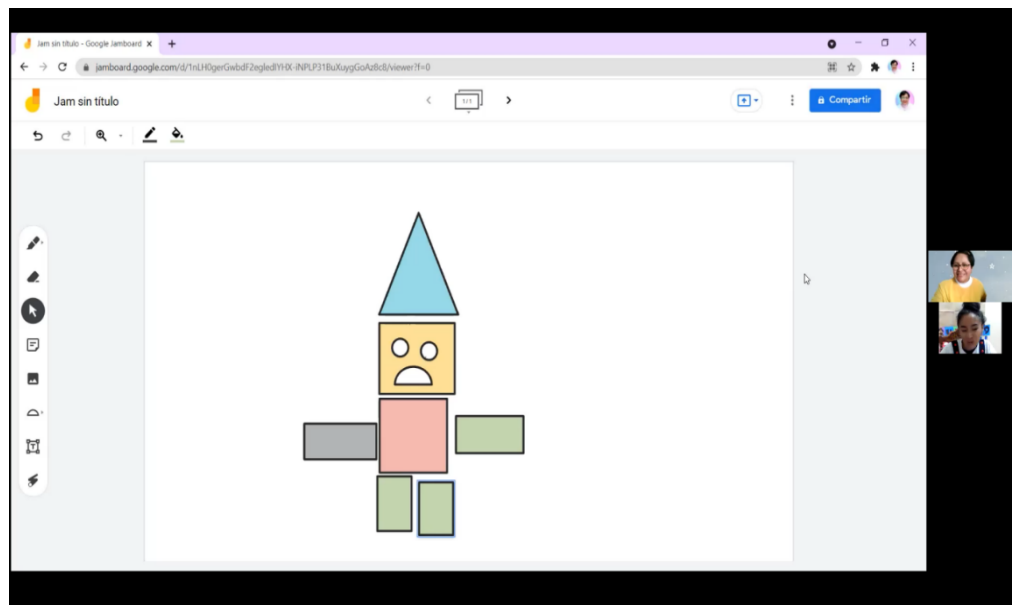 Jam sin título - Google Jamboard
jamboard.google.com/d/1nLH0gerGwbdF2egledIYHX-iNPLP31BuXuygGoAz8c8/viewer?f=0
Jam sin título
1/1
Compartir
T